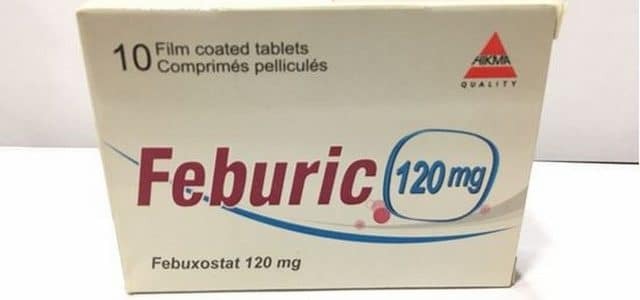 10 Film coated tablets
Comprimés pelliculés
HIKMA
QUALITY
Feburic 120 mg
Febuxostat 120 mg